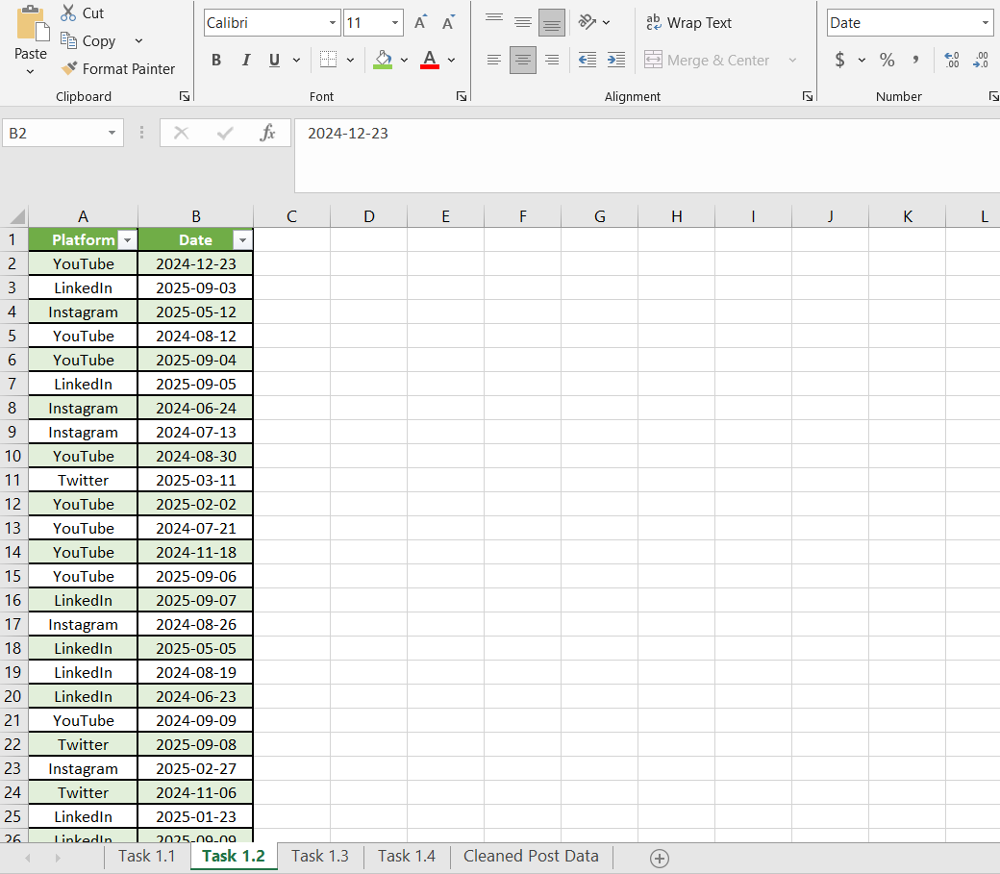 Cut
Calibri 11 A A ab Wrap Text Date
Paste Copy
Format Painter B I U A Merge & Center $ % , .00 .0
Clipboard Font Alignment Number
B2 fx 2024-12-23
A B C D E F G H I J K L
1 Platform Date
2 YouTube 2024-12-23
3 LinkedIn 2025-09-03
4 Instagram 2025-05-12
5 YouTube 2024-08-12
6 YouTube 2025-09-04
7 LinkedIn 2025-09-05
8 Instagram 2024-06-24
9 Instagram 2024-07-13
10 YouTube 2024-08-30
11 Twitter 2025-03-11
12 YouTube 2025-02-02
13 YouTube 2024-07-21
14 YouTube 2024-11-18
15 YouTube 2025-09-06
16 LinkedIn 2025-09-07
17 Instagram 2024-08-26
18 LinkedIn 2025-05-05
19 LinkedIn 2024-08-19
20 LinkedIn 2024-06-23
21 YouTube 2024-09-09
22 Twitter 2025-09-08
23 Instagram 2025-02-27
24 Twitter 2024-11-06
25 LinkedIn 2025-01-23
26 LinkedIn 2025-09-09
Task 1.1 Task 1.2 Task 1.3 Task 1.4 Cleaned Post Data